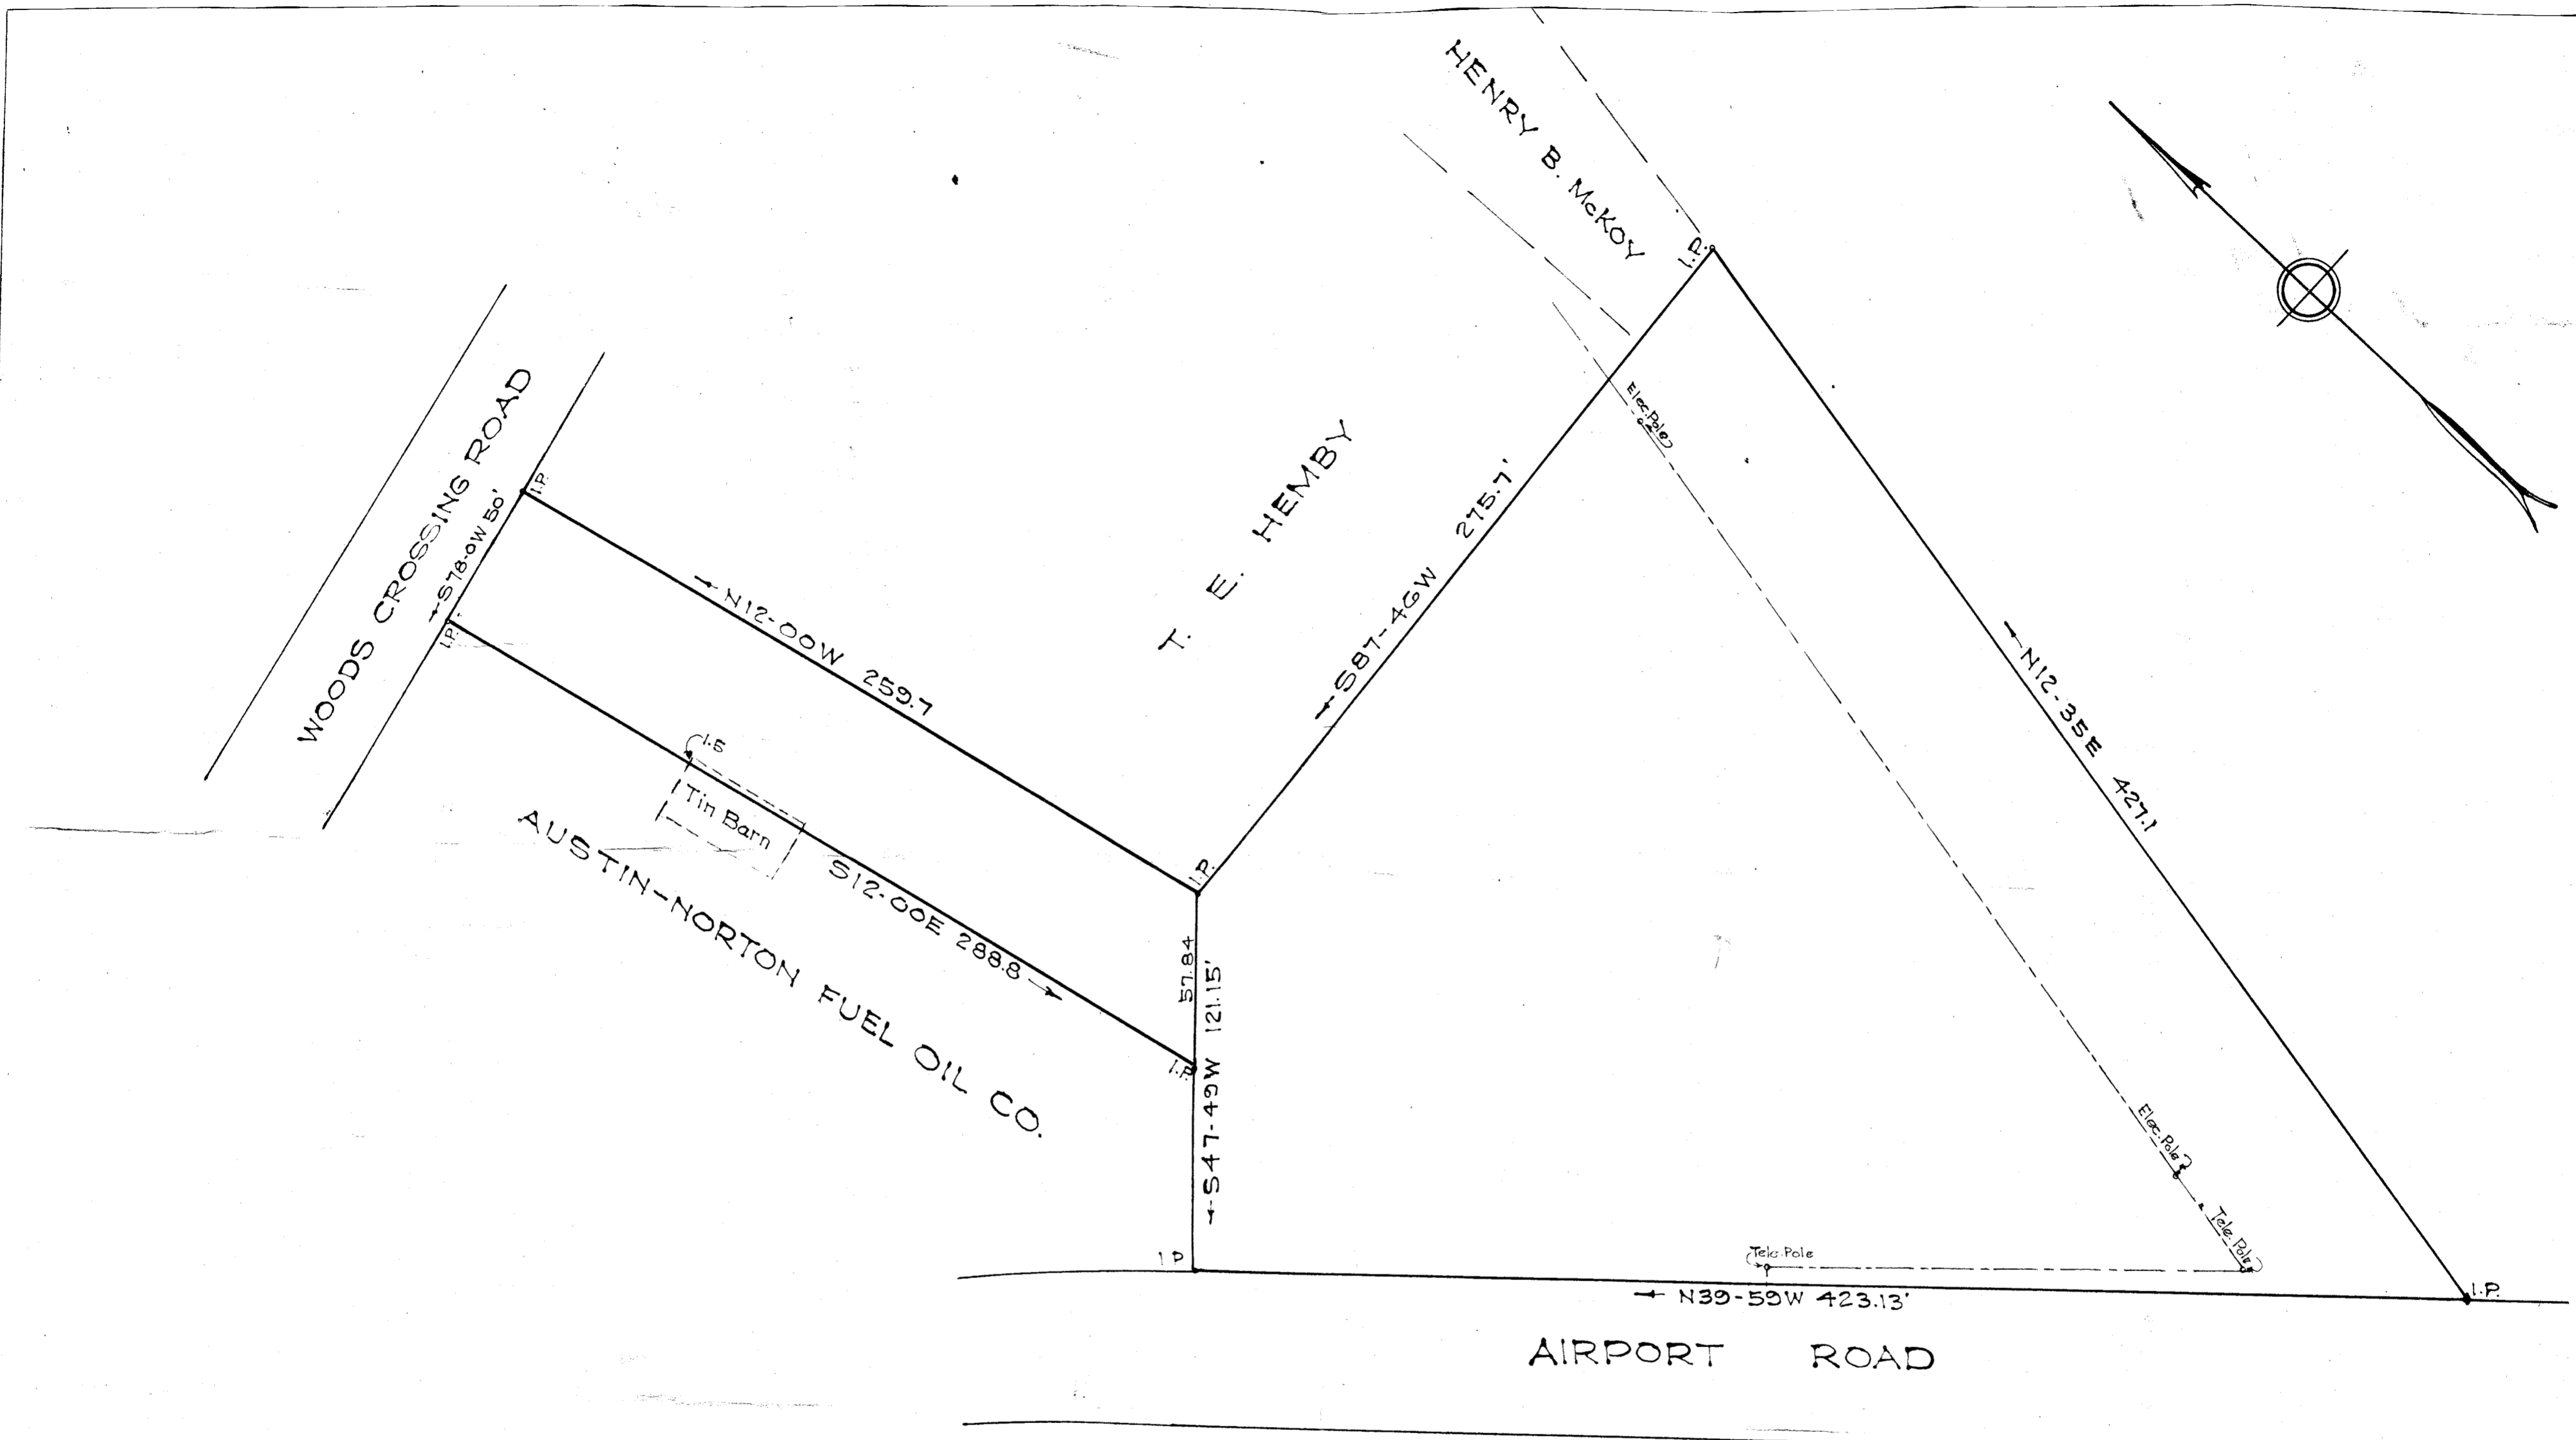 HENRY B. McKOY
I.P.
Elec.Pole
WOODS CROSSING ROAD
I.P.
S78-0W 50'
I.P.
N12-00W 259.7
T. E. HEMBY
S87-46W 275.7'
N12-35E 427.1
1.5
Tin Barn
S12-00E 288.8
AUSTIN-NORTON FUEL OIL CO.
I.P.
57.84
S47-49W 121.15'
I.P.
Elec.Pole
Tele.Pole
I P
Tele.Pole
I.P.
N39-59W 423.13'
AIRPORT ROAD